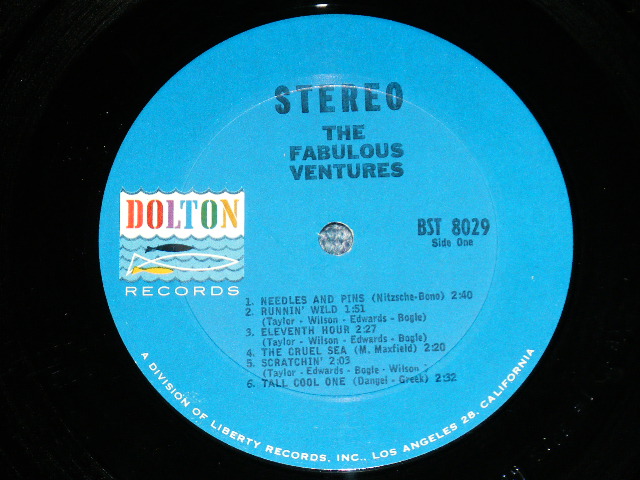 STEREO
THE
FABULOUS
VENTURES
DOLTON
RECORDS
BST 8029
Side One
1. NEEDLES AND PINS (Nitzsche-Bono) 2:40
2. RUNNIN' WILD 1:51
(Taylor - Wilson - Edwards - Bogle)
3. ELEVENTH HOUR 2:27
(Taylor - Wilson - Edwards - Bogle)
4. THE CRUEL SEA (M. Maxfield) 2:20
5. SCRATCHIN' 2:03
(Taylor - Edwards - Bogle - Wilson
6. TALL COOL ONE (Dangel - Greek) 2:32
A DIVISION OF LIBERTY RECORDS, INC., LOS ANGELES 28, CALIFORNIA